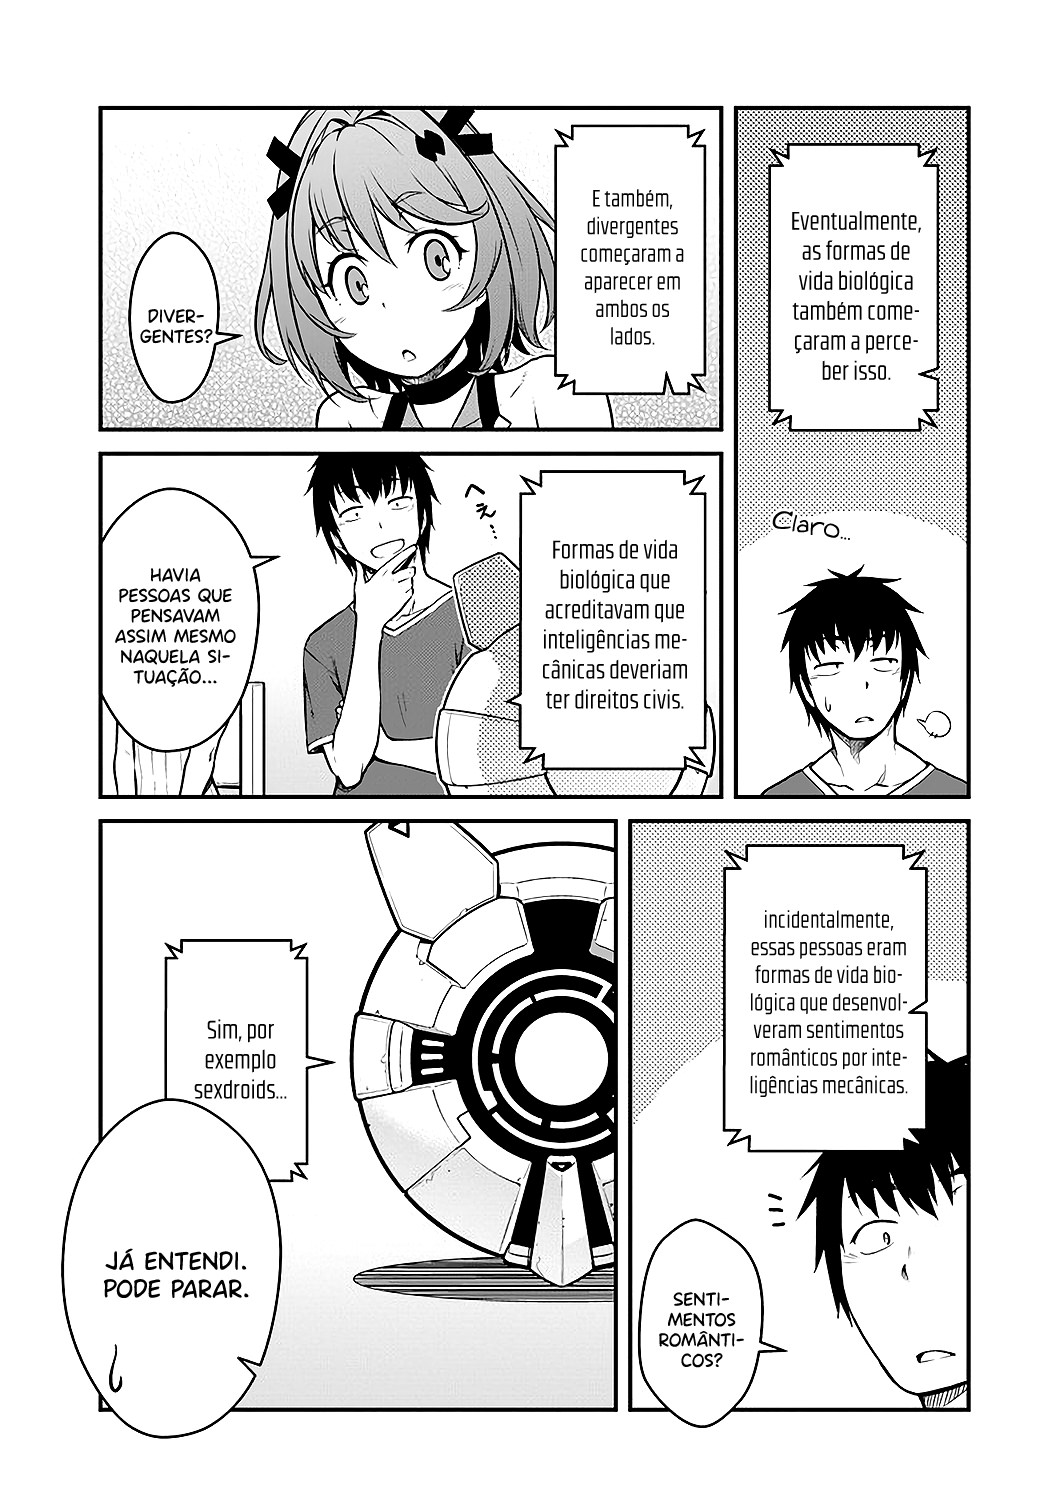 Eventualmente,
as formas de
vida biológica
também come-
çaram a perce-
ber isso.
Claro...
E também,
divergentes
começaram a
aparecer em
ambos os
lados.
DIVER-
GENTES?
Formas de vida
biológica que
acreditavam que
inteligências me-
cânicas deveriam
ter direitos civis.
へぇ…
HAVIA
PESSOAS QUE
PENSAVAM
ASSIM MESMO
NAQUELA SI-
TUAÇÃO...
incidentalmente,
essas pessoas eram
formas de vida bio-
lógica que desenvol-
veram sentimentos
românticos por inte-
ligências mecânicas.
SENTI-
MENTOS
ROMÂNTI-
COS?
Sim, por
exemplo
sexdroids...
JÁ ENTENDI.
PODE PARAR.